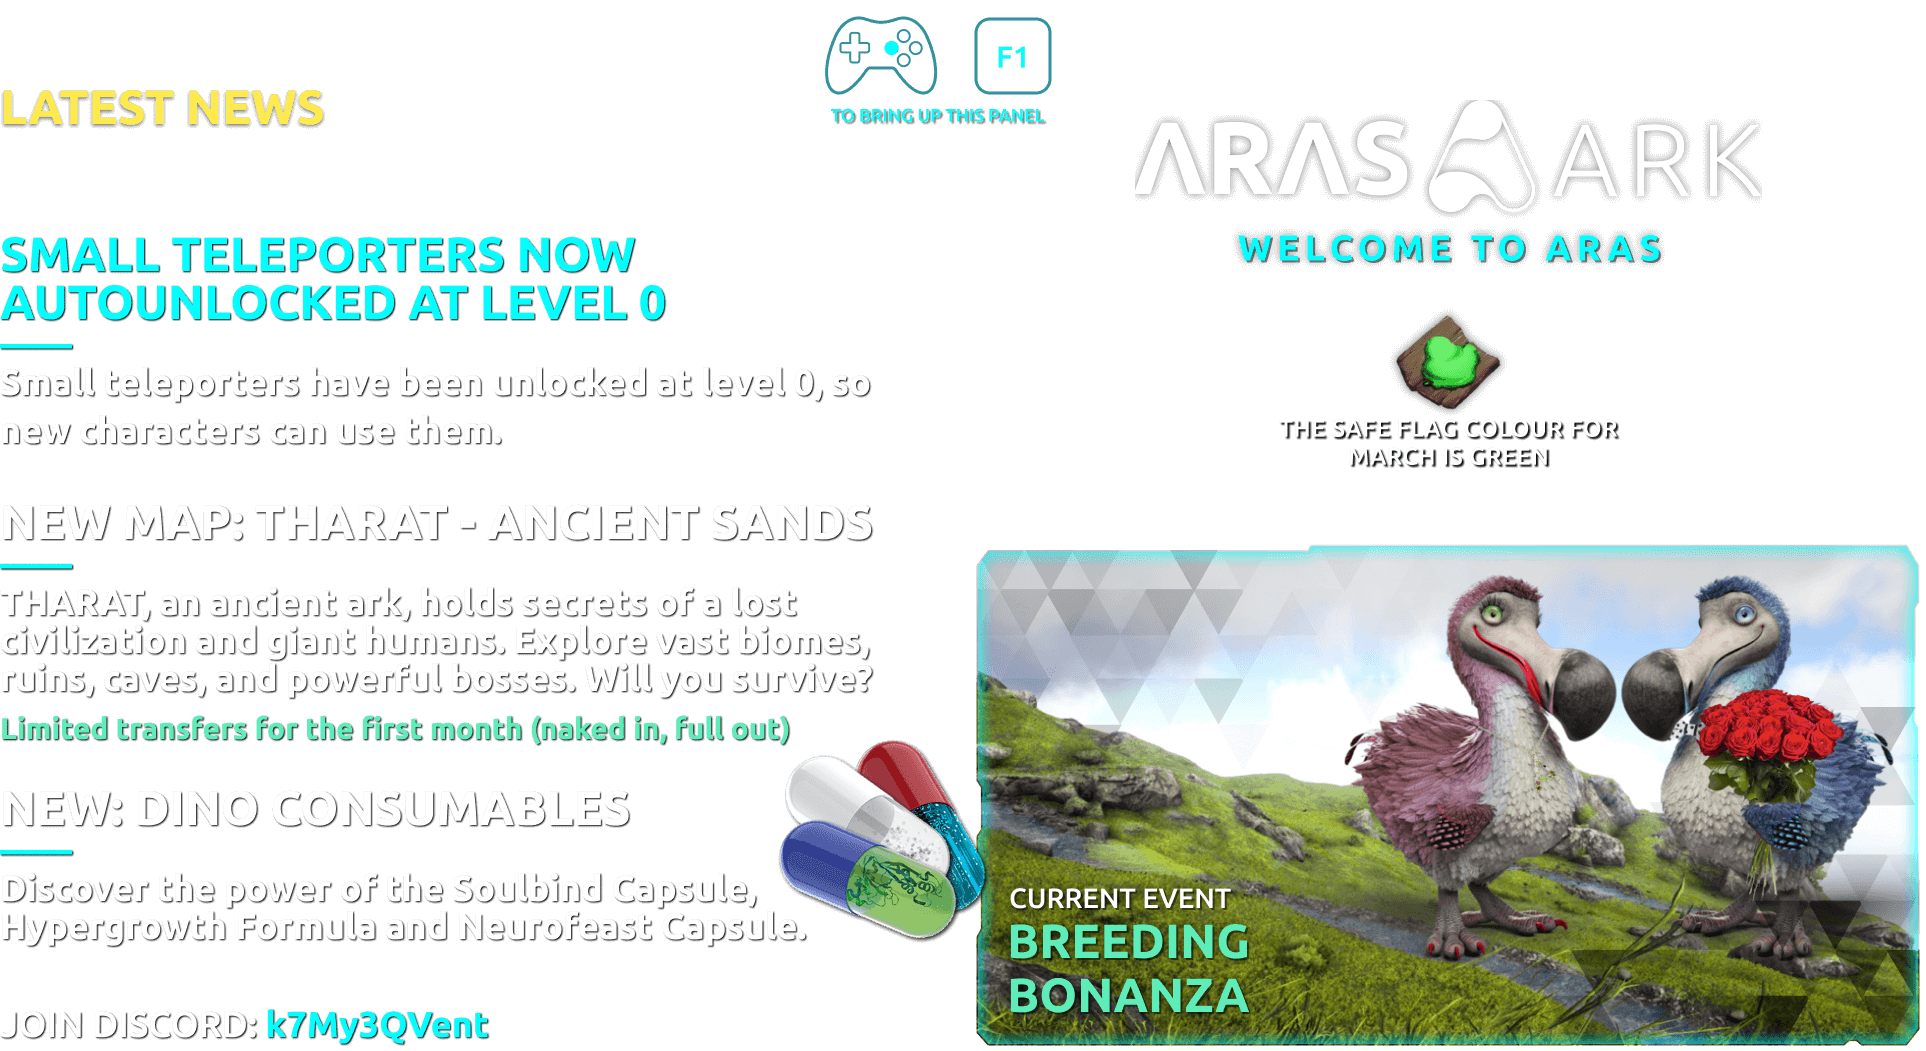 F1
TO BRING UP THIS PANEL
LATEST NEWS
SMALL TELEPORTERS NOW
AUTOUNLOCKED AT LEVEL 0
Small teleporters have been unlocked at level 0, so
new characters can use them.
NEW MAP: THARAT - ANCIENT SANDS
THARAT, an ancient ark, holds secrets of a lost
civilization and giant humans. Explore vast biomes,
ruins, caves, and powerful bosses. Will you survive?
Limited transfers for the first month (naked in, full out)
NEW: DINO CONSUMABLES
Discover the power of the Soulbind Capsule,
Hypergrowth Formula and Neurofeast Capsule.
JOIN DISCORD: k7My3QVent
ARAS ARK
WELCOME TO ARAS
THE SAFE FLAG COLOUR FOR
MARCH IS GREEN
CURRENT EVENT
BREEDING
BONANZA